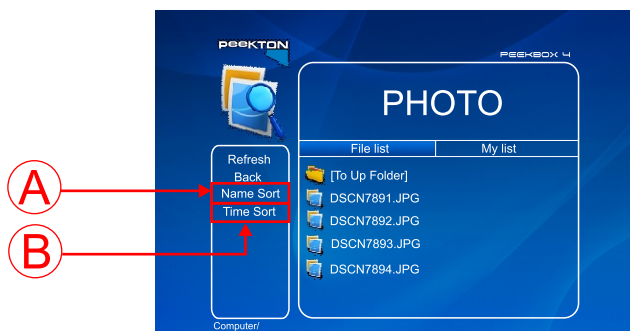 PEEKTON
PEEKBOX 4
PHOTO
File list
My list
Refresh
Back
Name Sort
Time Sort
[To Up Folder]
DSCN7891.JPG
DSCN7892.JPG
DSCN7893.JPG
DSCN7894.JPG
Computer/
A
B